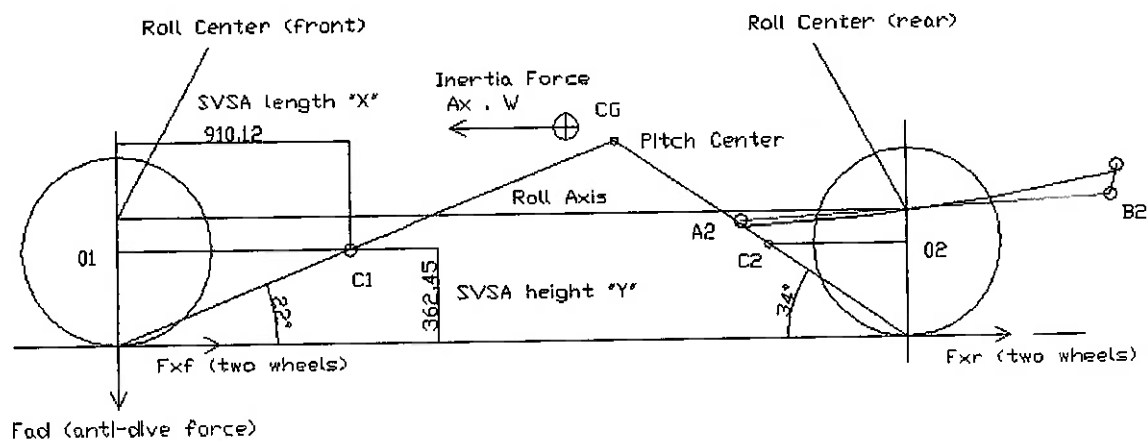 Roll Center (front)
Roll Center (rear)
Inertia Force
Ax . W
CG
SVSA length "X"
910.12
Pitch Center
Roll Axis
A2
B2
O1
C1
C2
O2
362.45
SVSA height "Y"
22°
34°
Fxf (two wheels)
Fxr (two wheels)
Fad (anti-dive force)